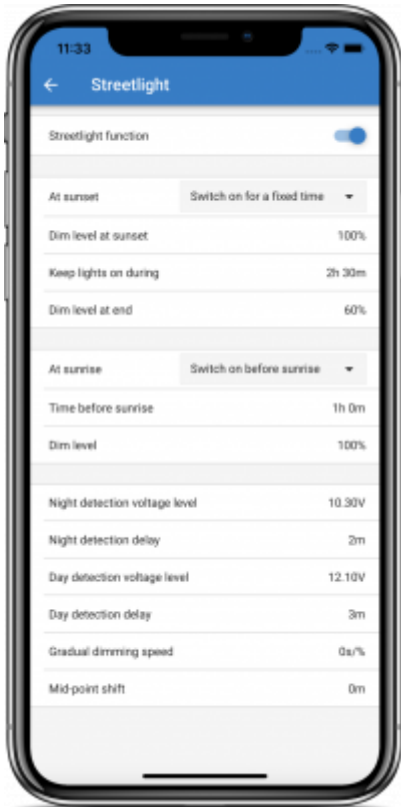 11:33
Streetlight
Streetlight function
At sunset Switch on for a fixed time
Dim level at sunset 100%
Keep lights on during 2h 30m
Dim level at end 60%
At sunrise Switch on before sunrise
Time before sunrise 1h 0m
Dim level 100%
Night detection voltage level 10.30V
Night detection delay 2m
Day detection voltage level 12.10V
Day detection delay 3m
Gradual dimming speed 0s/%
Mid-point shift 0m